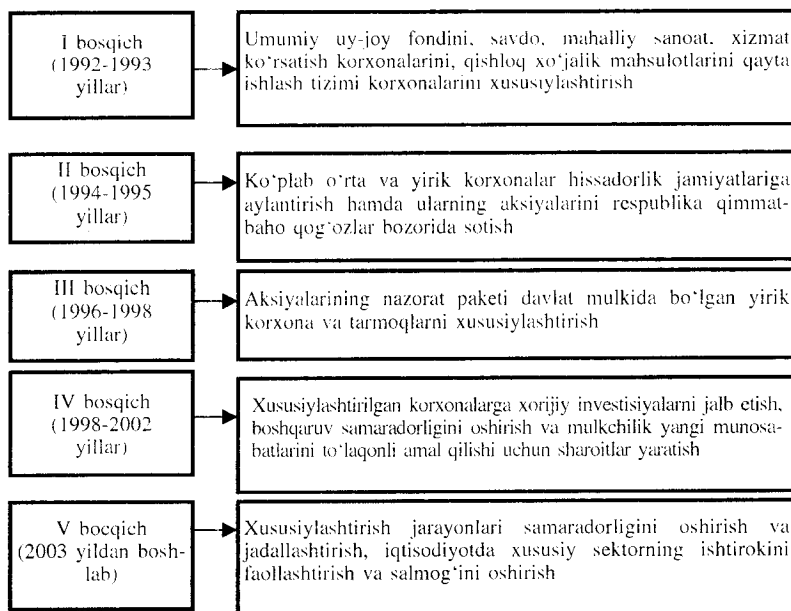 I bosqich
(1992-1993
yillar)
Umumiy uy-joy fondini, savdo, mahalliy sanoat, xizmat
ko‘rsatish korxonalarini, qishloq xo‘jalik mahsulotlarini qayta
ishlash tizimi korxonalarini xususiylashtirish
II bosqich
(1994-1995
yillar)
Ko‘plab o‘rta va yirik korxonalar hissadorlik jamiyatlariga
aylantirish hamda ularning aksiyalarini respublika qimmat-
baho qog‘ozlar bozorida sotish
III bosqich
(1996-1998
yillar)
Aksiyalarining nazorat paketi davlat mulkida bo‘lgan yirik
korxona va tarmoqlarni xususiylashtirish
IV bosqich
(1998-2002
yillar)
Xususiylashtirilgan korxonalarga xorijiy investisiyalarni jalb etish,
boshqaruv samaradorligini oshirish va mulkchilik yangi munosa-
batlarini to‘laqonli amal qilishi uchun sharoitlar yaratish
V bocqich
(2003 yildan bosh-
lab)
Xususiylashtirish jarayonlari samaradorligini oshirish va
jadallashtirish, iqtisodiyotda xususiy sektorning ishtirokini
faollashtirish va salmog‘ini oshirish